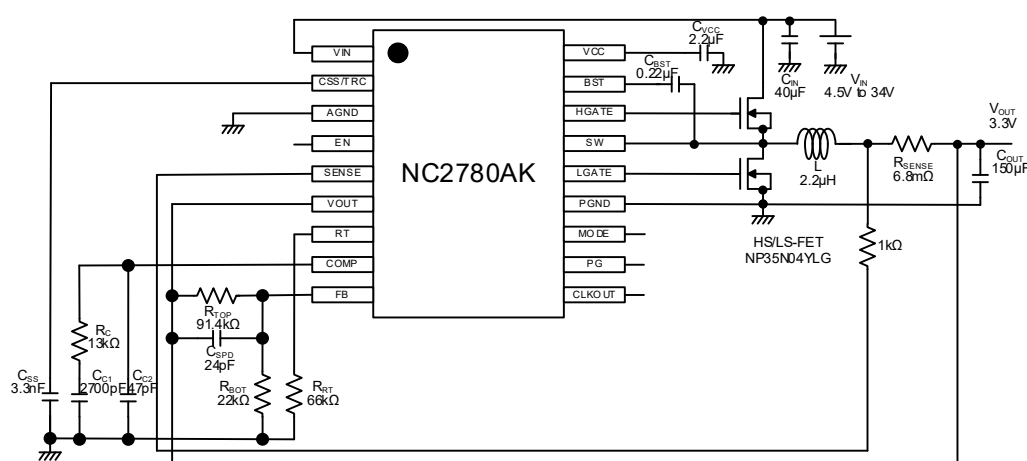 VIN
CSS/TRC
AGND
EN
SENSE
VOUT
RT
COMP
FB
NC2780AK
VCC
BST
HGATE
SW
LGATE
PGND
MODE
PG
CLKOUT
CVCC
2.2µF
CBST
0.22µF
CIN
40µF
VIN
4.5V to 34V
VOUT
3.3V
L
2.2µH
RSENSE
6.8mΩ
COUT
150µF
HS/LS-FET
NP35N04YLG
1kΩ
RTOP
91.4kΩ
CSPD
24pF
RC
13kΩ
CSS
3.3nF
CC1
2700pF
CC2
47pF
RBOT
22kΩ
RRT
66kΩ